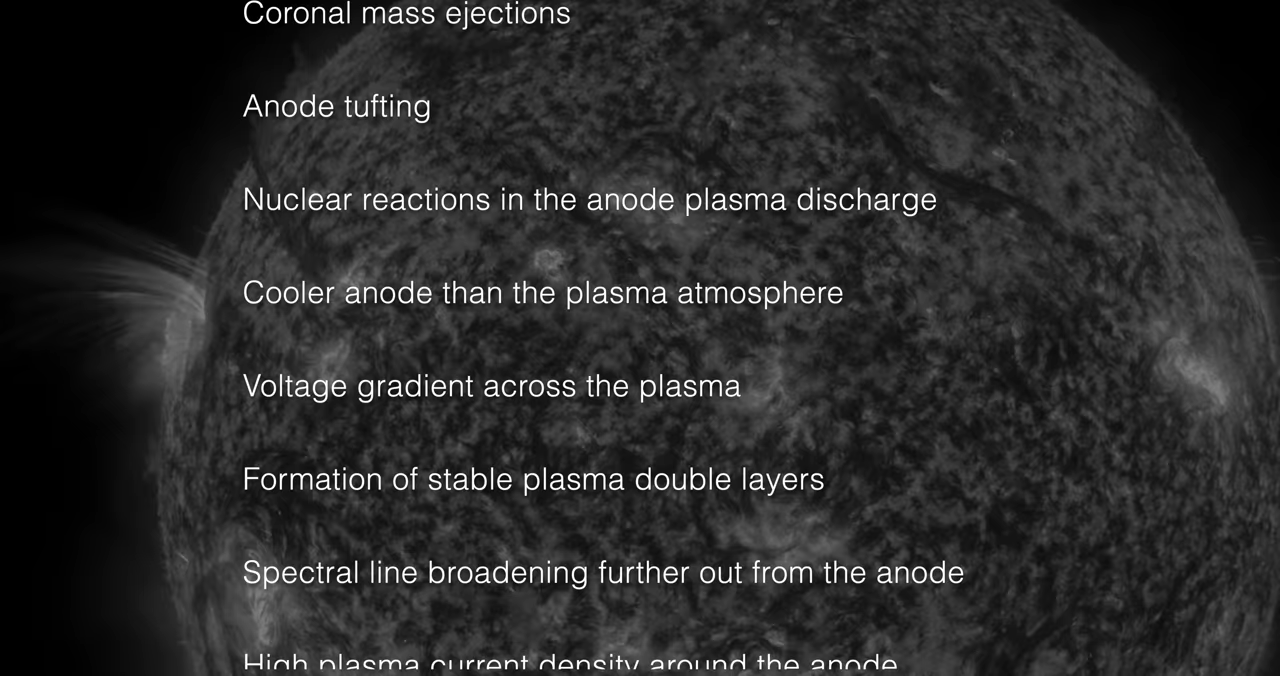 Coronal mass ejections
Anode tufting
Nuclear reactions in the anode plasma discharge
Cooler anode than the plasma atmosphere
Voltage gradient across the plasma
Formation of stable plasma double layers
Spectral line broadening further out from the anode
High plasma current density around the anode